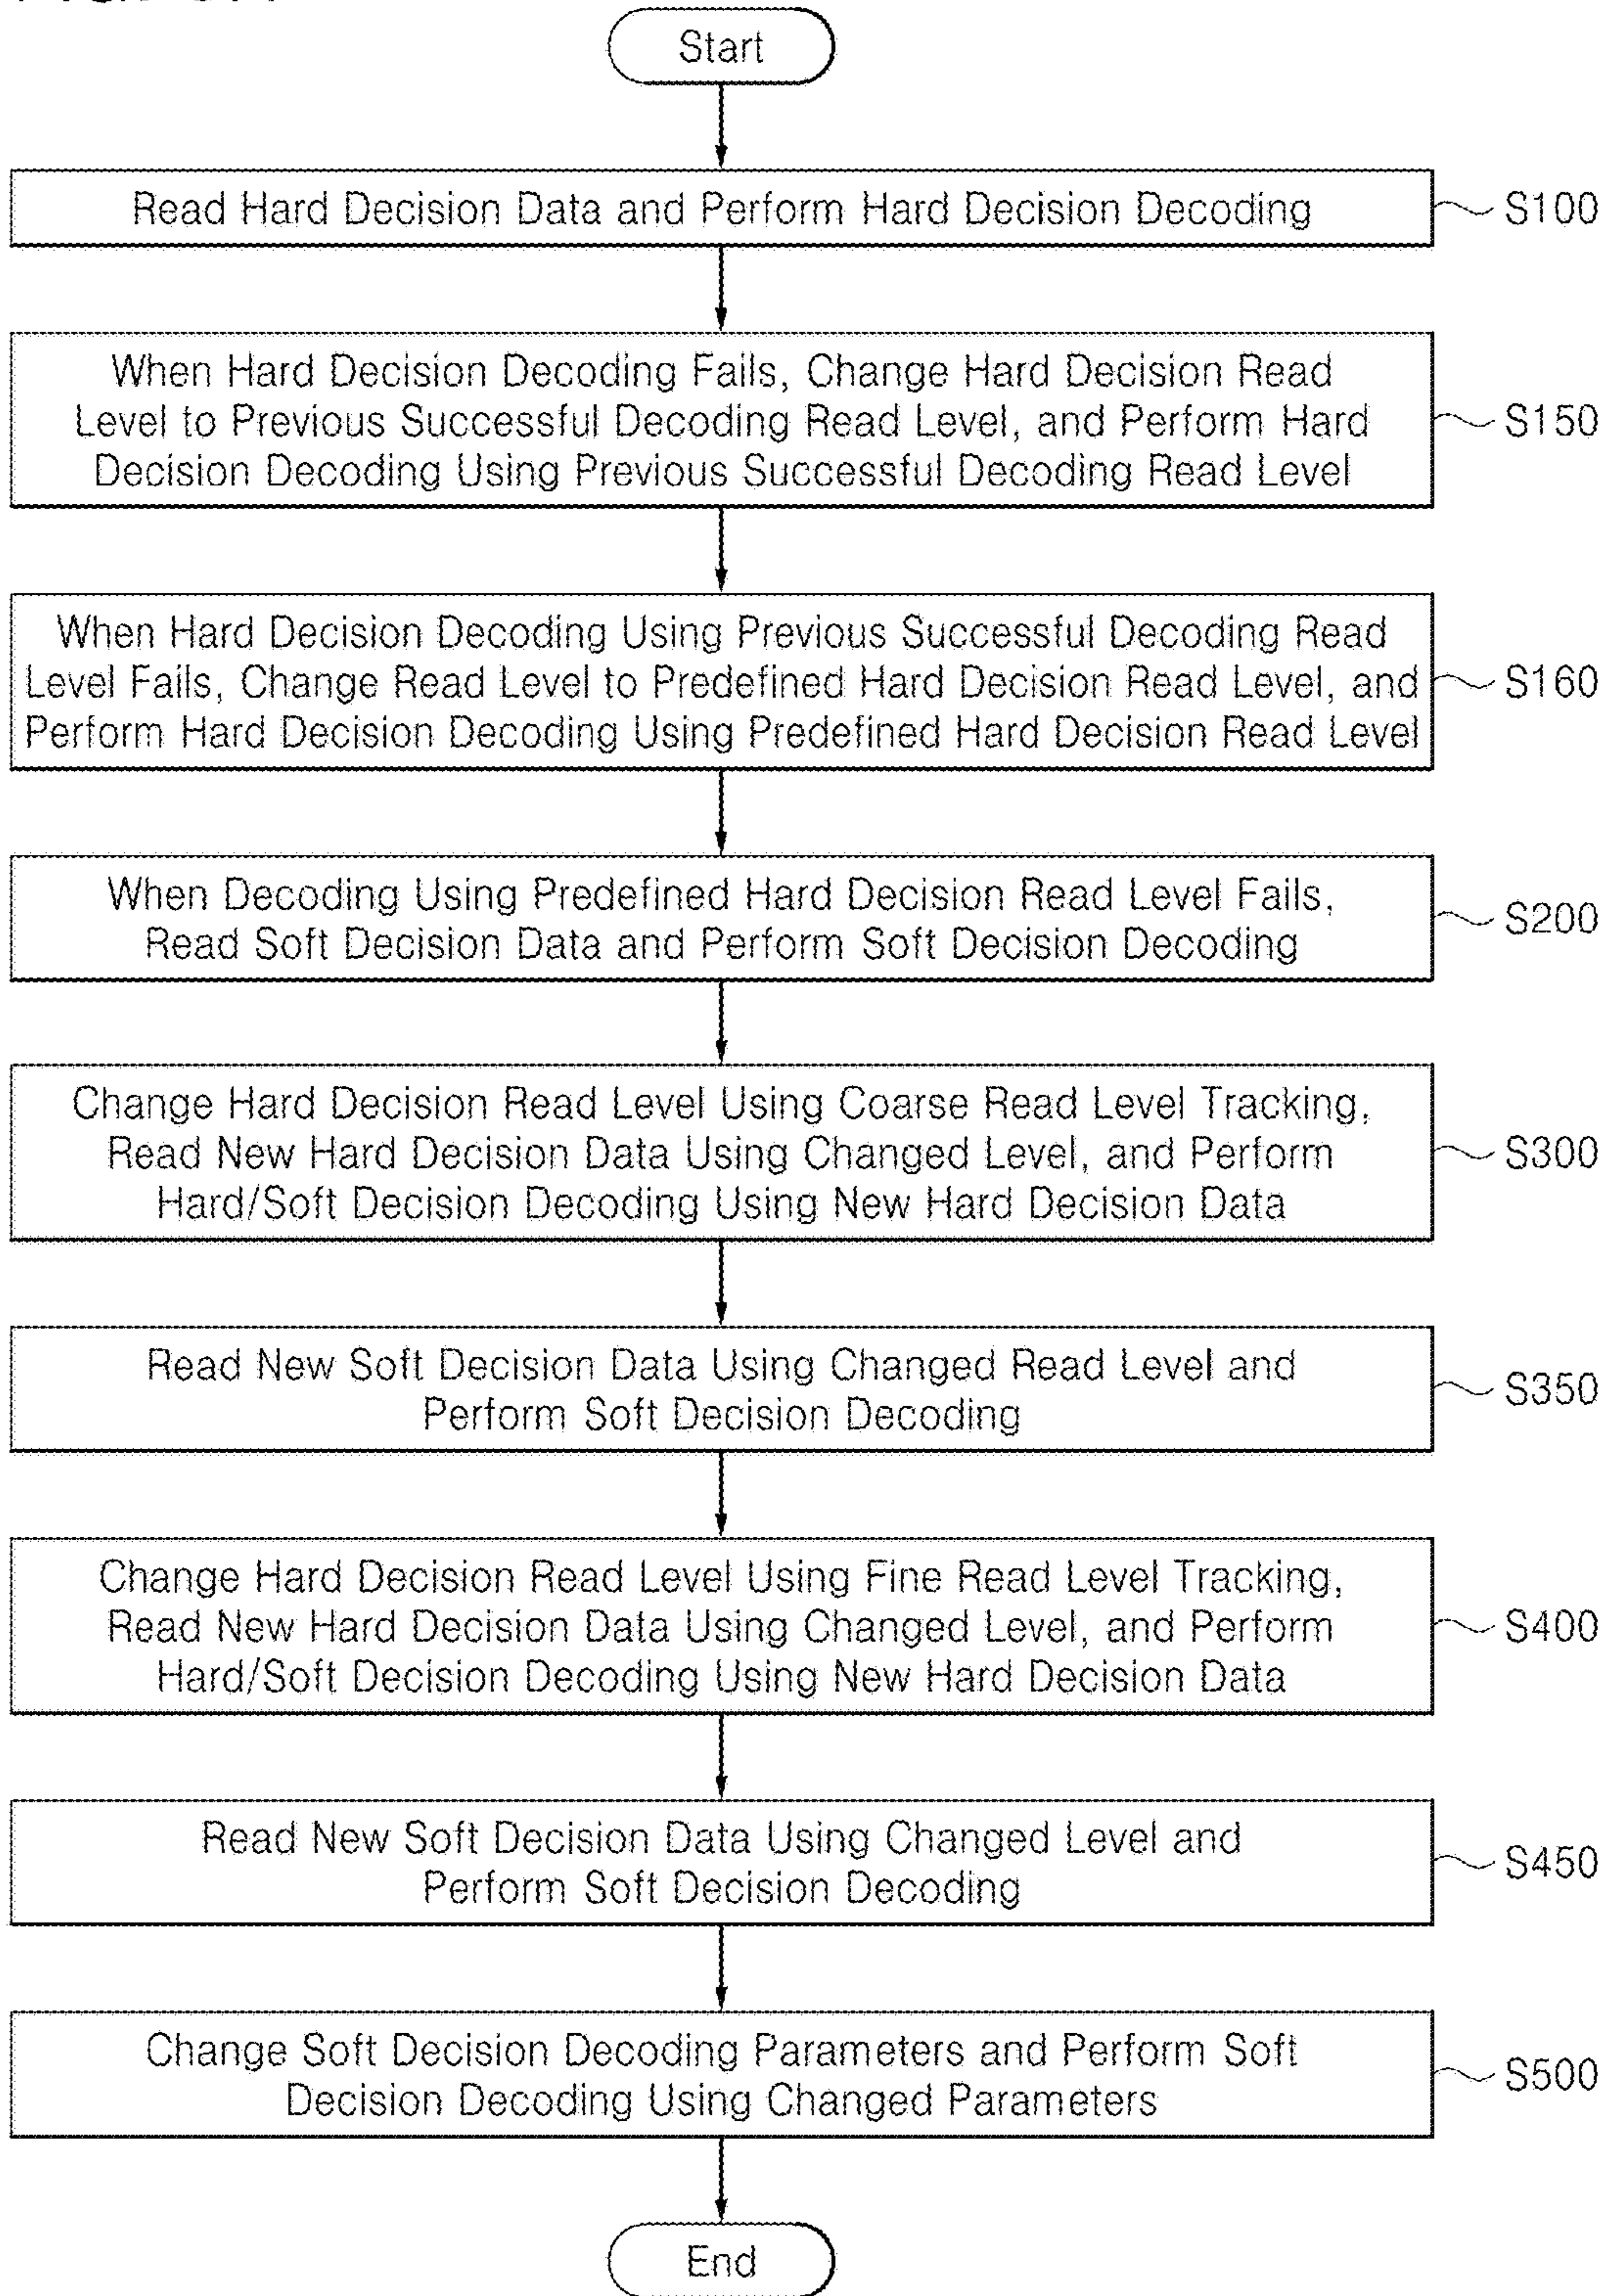 Start
Read Hard Decision Data and Perform Hard Decision Decoding
S100
When Hard Decision Decoding Fails, Change Hard Decision Read
Level to Previous Successful Decoding Read Level, and Perform Hard
Decision Decoding Using Previous Successful Decoding Read Level
S150
When Hard Decision Decoding Using Previous Successful Decoding Read
Level Fails, Change Read Level to Predefined Hard Decision Read Level, and
Perform Hard Decision Decoding Using Predefined Hard Decision Read Level
S160
When Decoding Using Predefined Hard Decision Read Level Fails,
Read Soft Decision Data and Perform Soft Decision Decoding
S200
Change Hard Decision Read Level Using Coarse Read Level Tracking,
Read New Hard Decision Data Using Changed Level, and Perform
Hard/Soft Decision Decoding Using New Hard Decision Data
S300
Read New Soft Decision Data Using Changed Read Level and
Perform Soft Decision Decoding
S350
Change Hard Decision Read Level Using Fine Read Level Tracking,
Read New Hard Decision Data Using Changed Level, and Perform
Hard/Soft Decision Decoding Using New Hard Decision Data
S400
Read New Soft Decision Data Using Changed Level and
Perform Soft Decision Decoding
S450
Change Soft Decision Decoding Parameters and Perform Soft
Decision Decoding Using Changed Parameters
S500
End